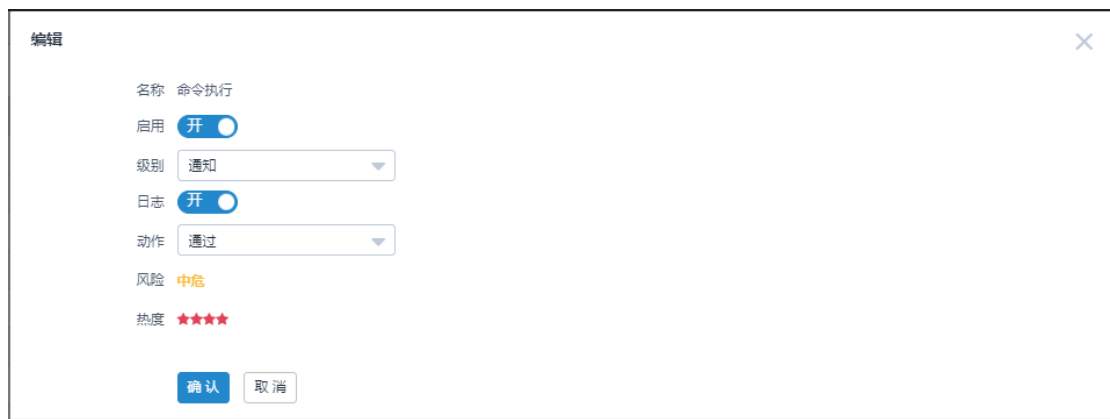 编辑
名称 命令执行
启用 开
级别 通知
日志 开
动作 通过
风险 中危
热度 ★★★★
确认 取消